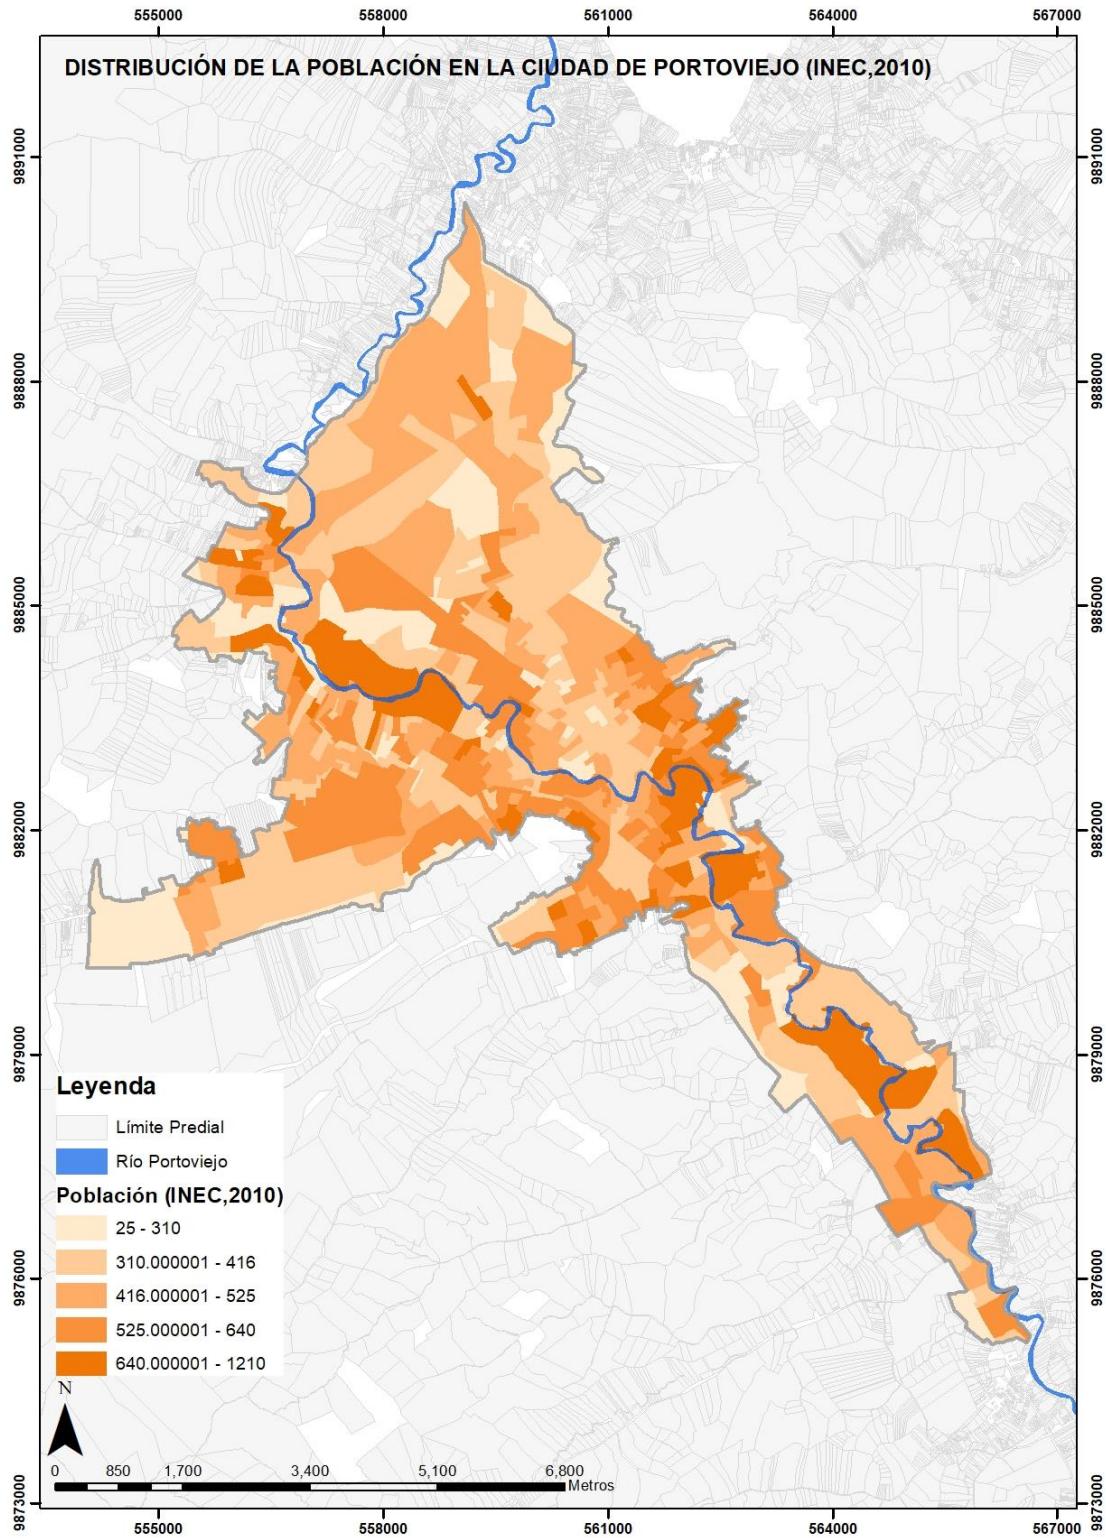 555000 558000 561000 564000 567000
DISTRIBUCIÓN DE LA POBLACIÓN EN LA CIUDAD DE PORTOVIEJO (INEC,2010)
9891000 9891000
9888000 9888000
9885000 9885000
9882000 9882000
9879000 9879000
Leyenda
Límite Predial
Río Portoviejo
Población (INEC,2010)
25 - 310
310.000001 - 416
416.000001 - 525
525.000001 - 640
640.000001 - 1210
9876000 9876000
N
0 850 1,700 3,400 5,100 6,800
Metros
9873000 9873000
555000 558000 561000 564000 567000